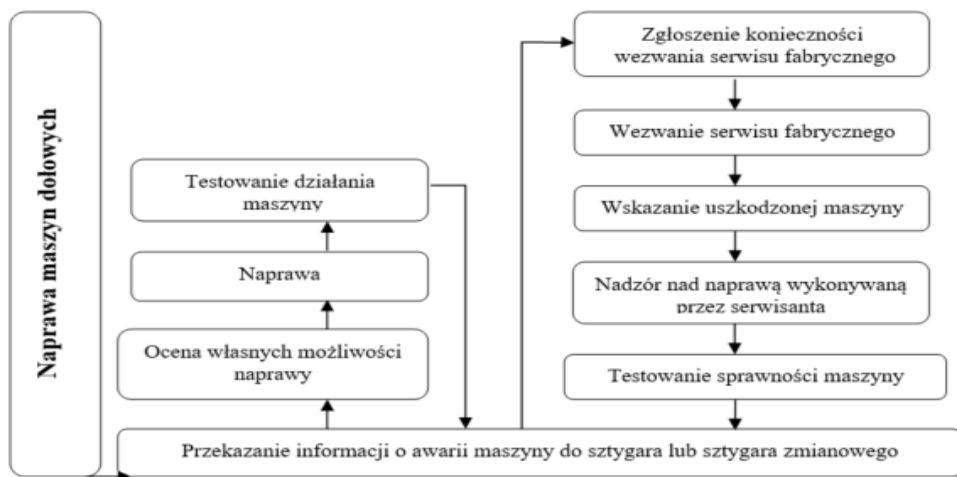 Naprawa maszyn dołowych
Zgłoszenie konieczności
wezwania serwisu fabrycznego
Wezwanie serwisu fabrycznego
Wskazanie uszkodzonej maszyny
Nadzór nad naprawą wykonywaną
przez serwisanta
Testowanie sprawności maszyny
Testowanie działania
maszyny
Naprawa
Ocena własnych możliwości
naprawy
Przekazanie informacji o awarii maszyny do sztygara lub sztygara zmianowego